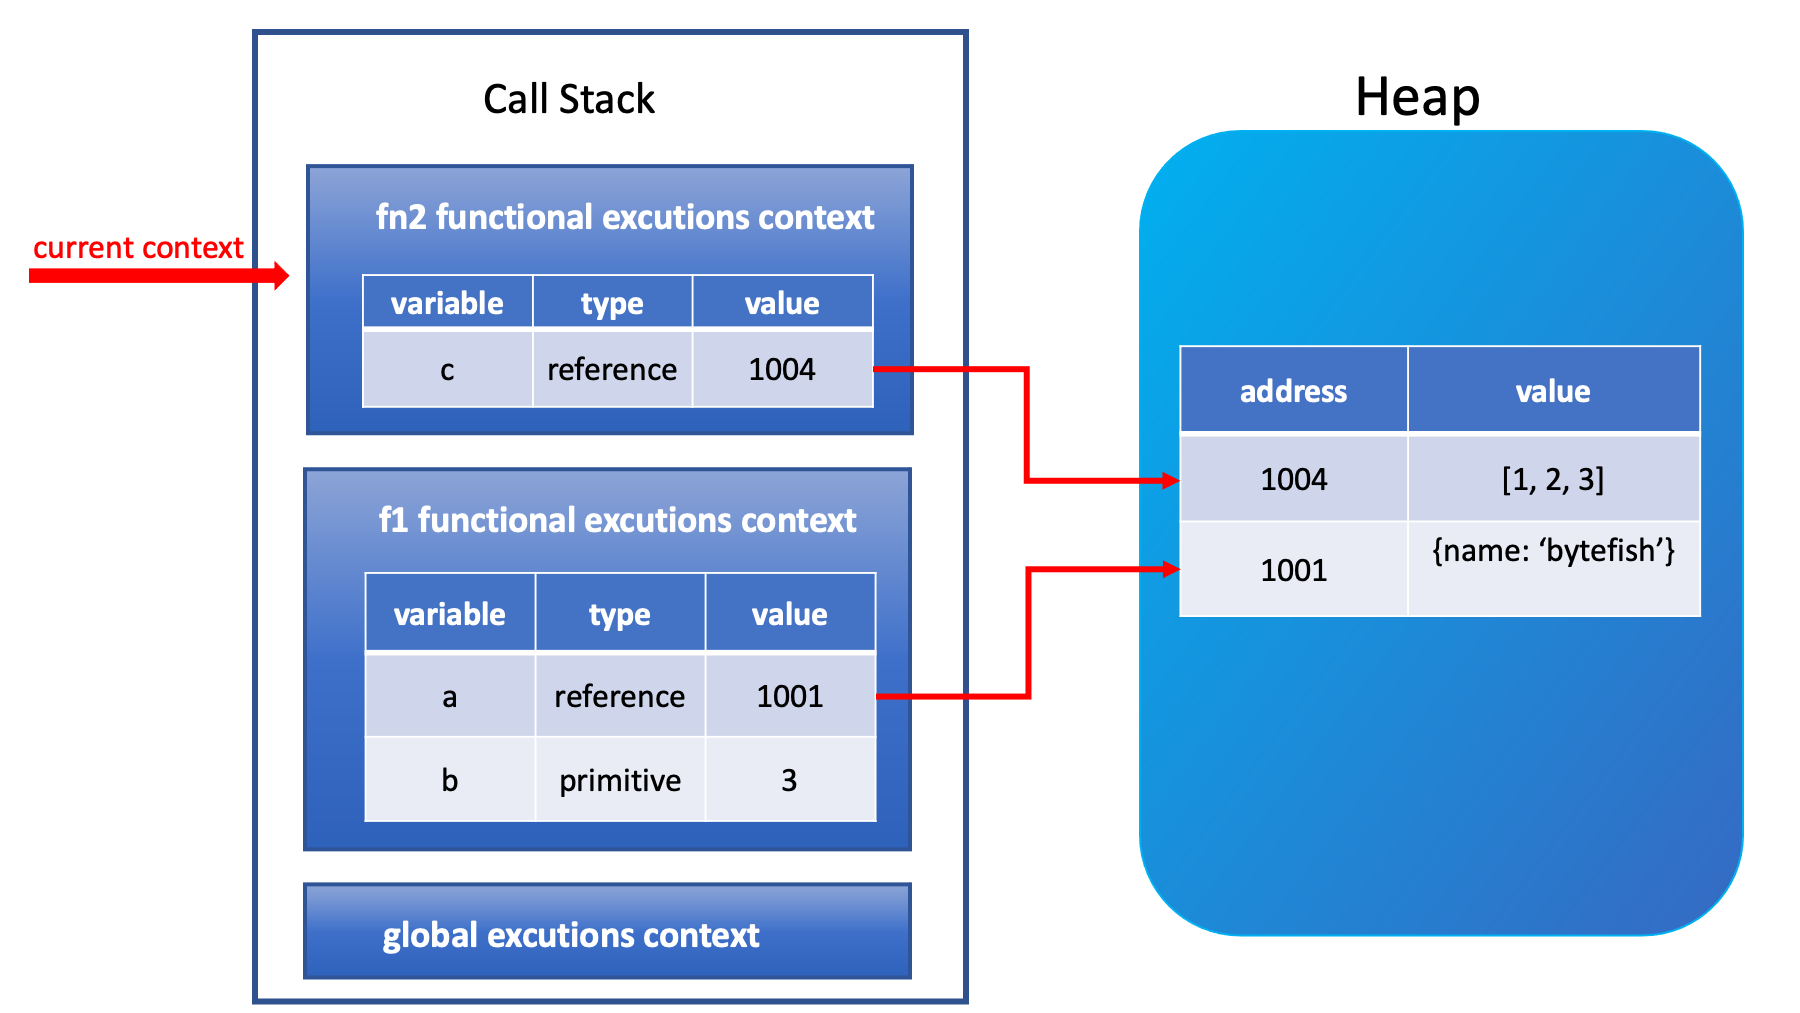 Call Stack
Heap
current context
fn2 functional excutions context
variable type value
c reference 1004
f1 functional excutions context
variable type value
a reference 1001
b primitive 3
global excutions context
address value
1004 [1, 2, 3]
1001 {name: ‘bytefish’}